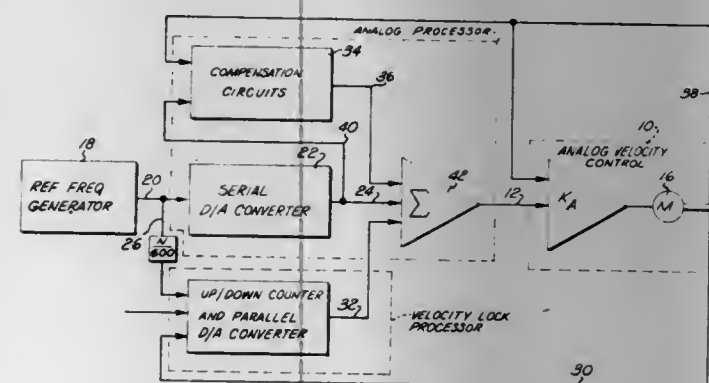 ANALOG PROCESSOR
34
COMPENSATION
CIRCUITS
36
38
40
10
ANALOG VELOCITY
CONTROL
18
22
42
16
REF FREQ
GENERATOR
20
SERIAL
D/A CONVERTER
24
Σ
12
K_A
M
26
N/600
UP/DOWN COUNTER
AND PARALLEL
D/A CONVERTER
32
VELOCITY LOCK
PROCESSOR
30